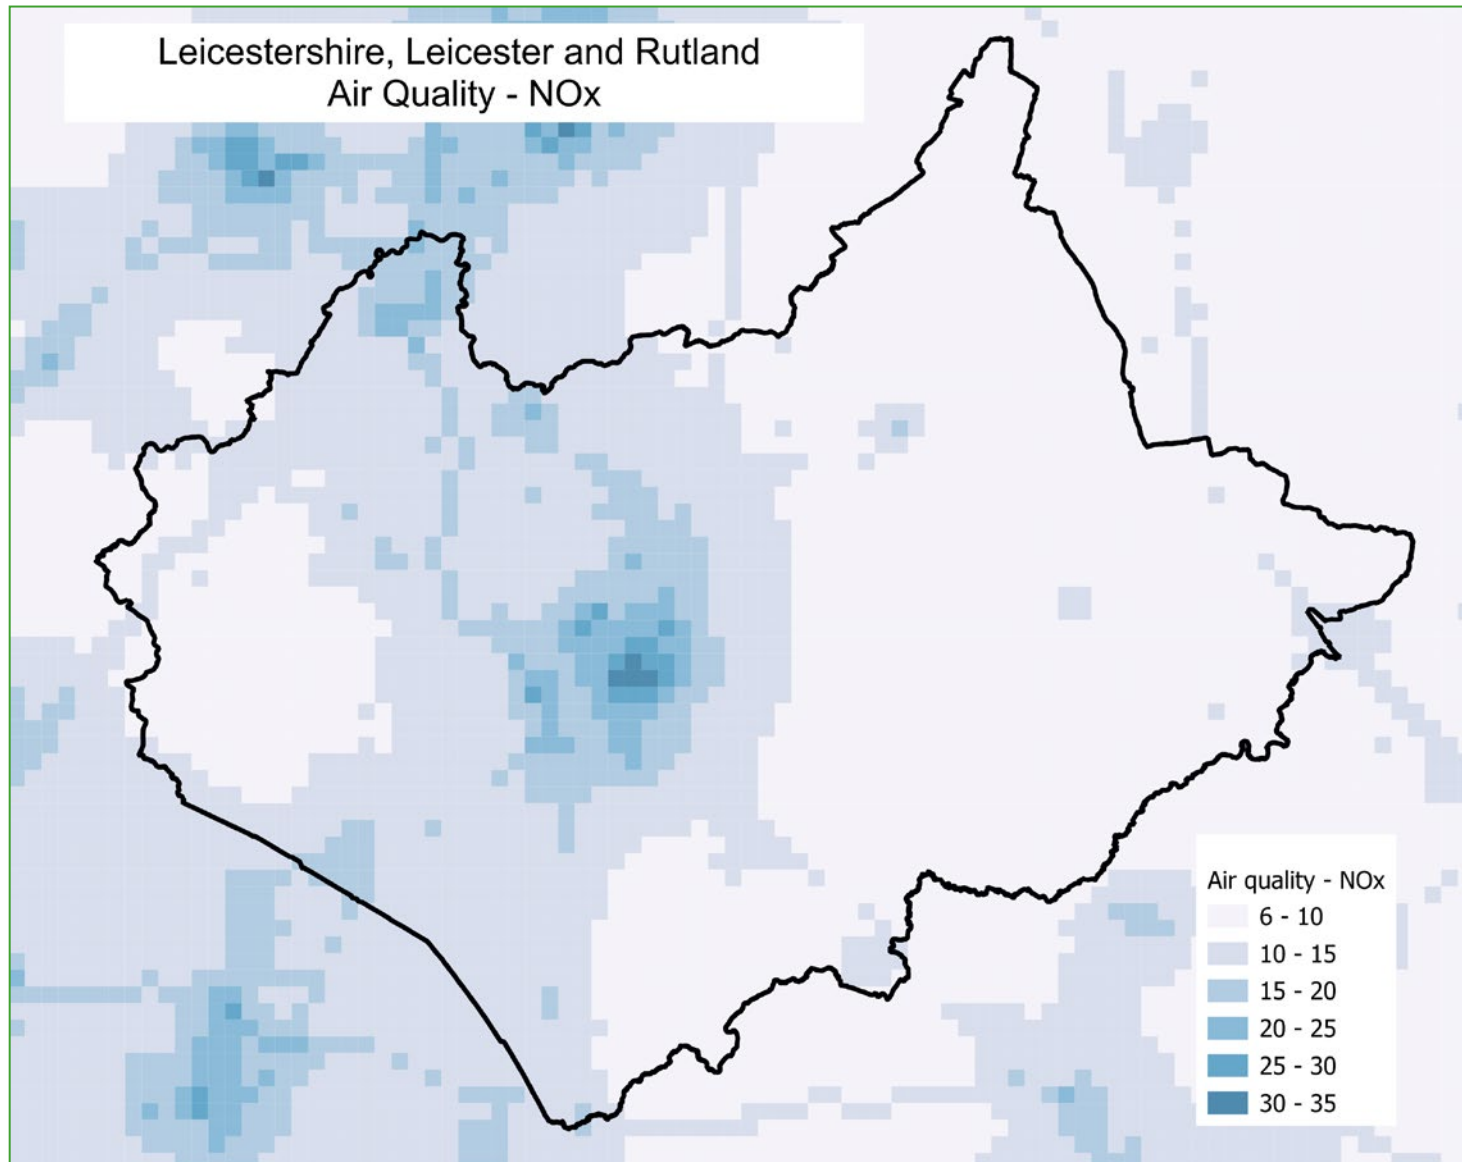 Leicestershire, Leicester and Rutland
Air Quality - NOx
Air quality - NOx
6 - 10
10 - 15
15 - 20
20 - 25
25 - 30
30 - 35